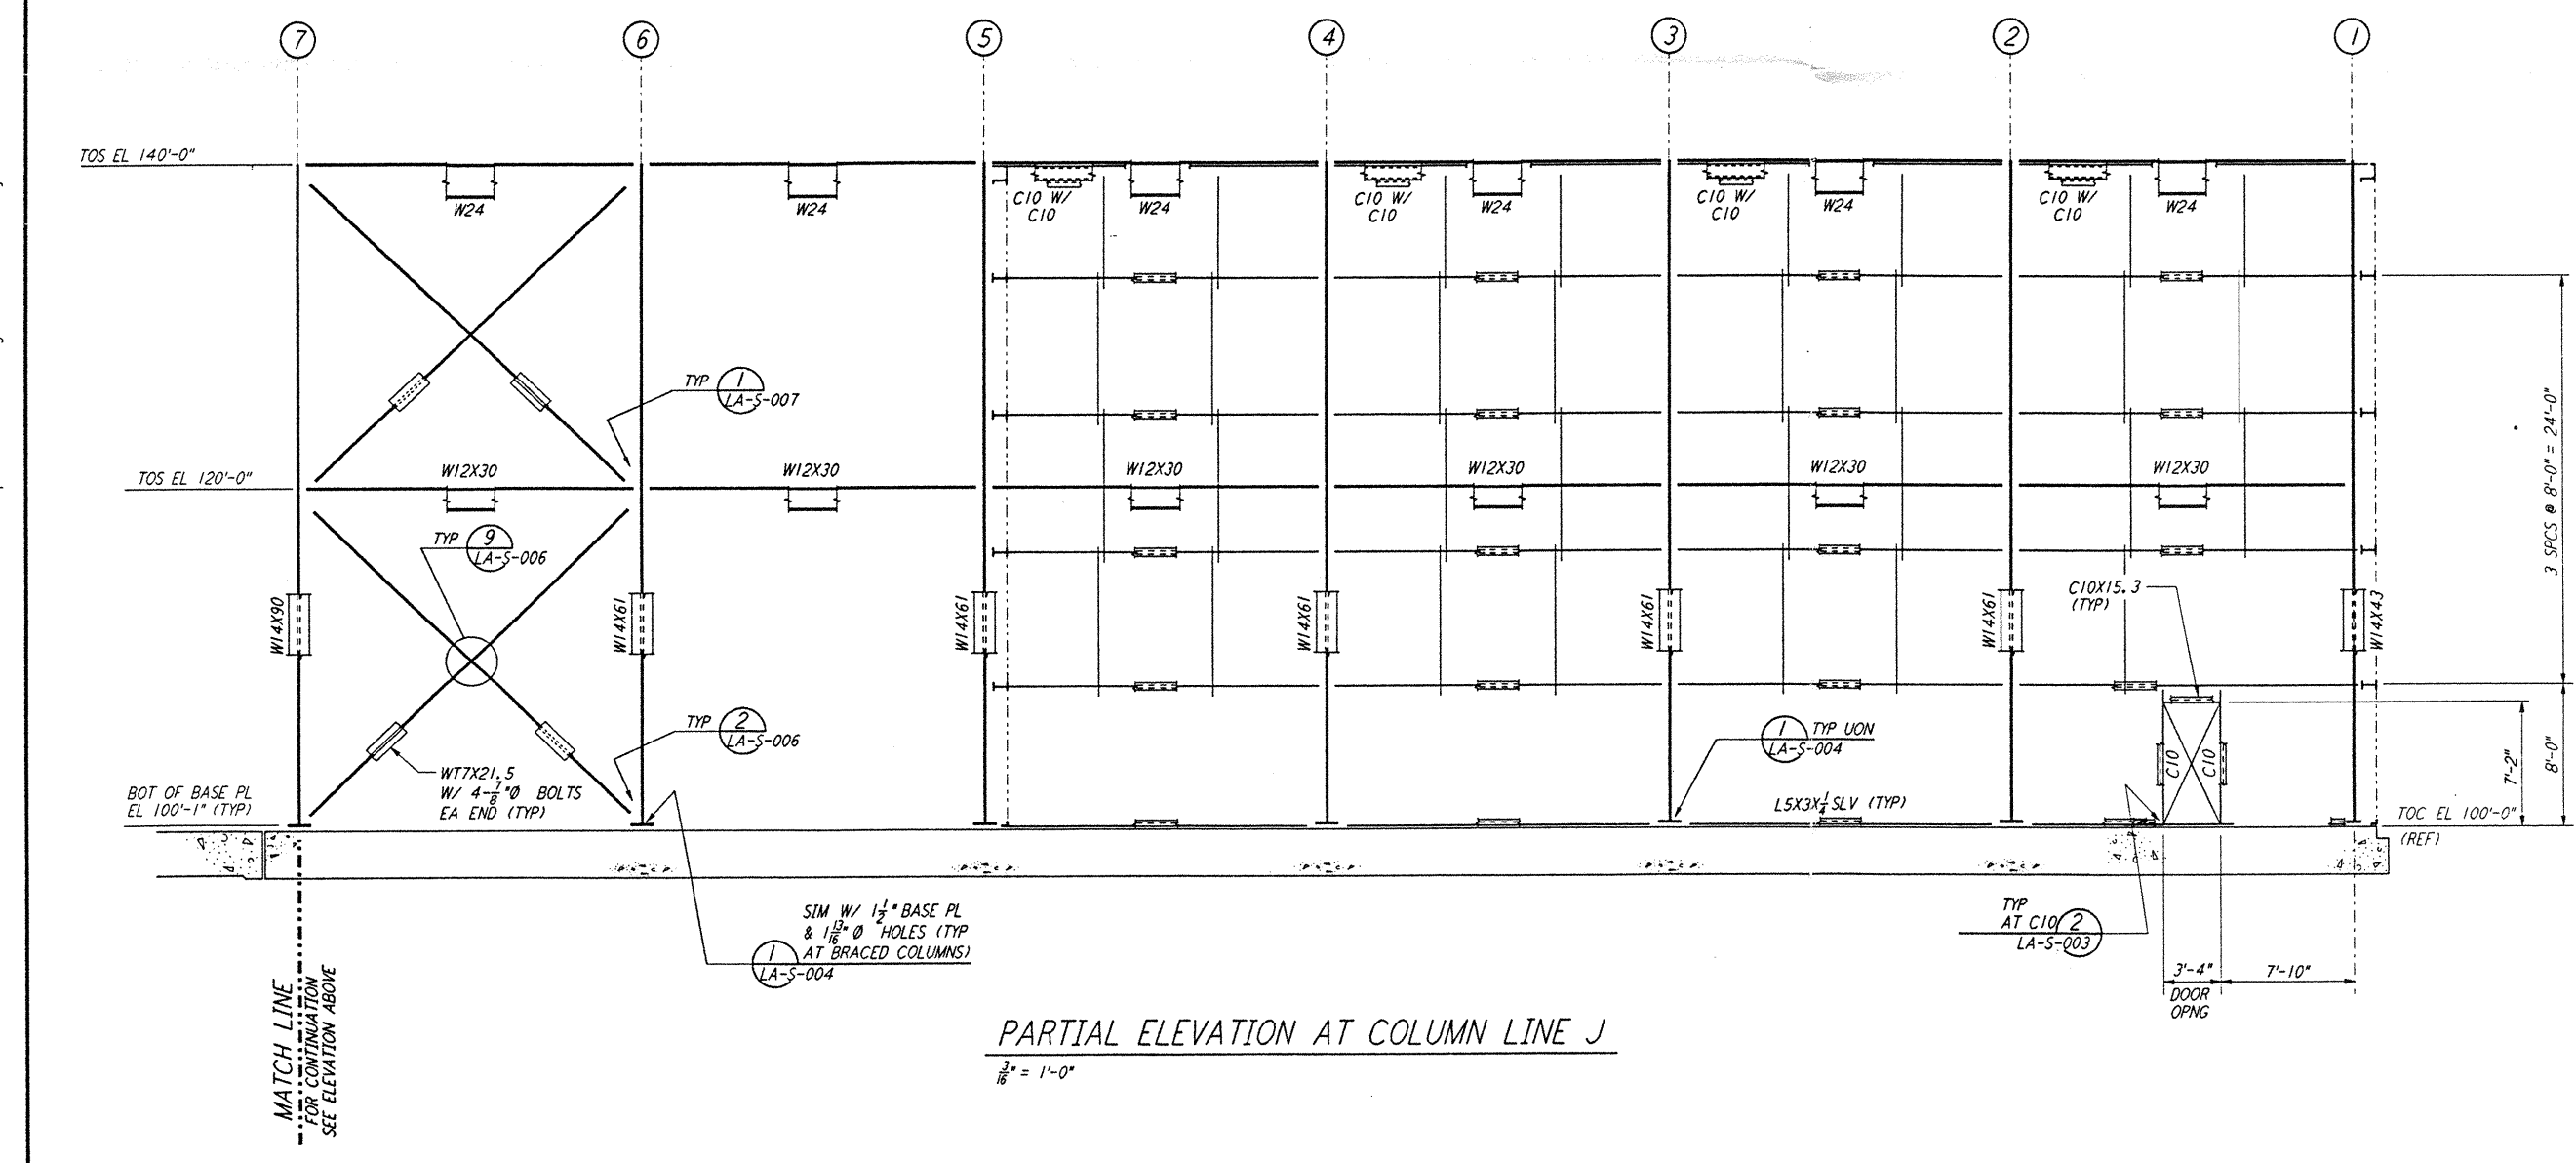 7 6 5 4 3 2 1
TOS EL 140'-0"
W24 W24 C10 W/ C10 W24 C10 W/ C10 W24 C10 W/ C10 W24 C10 W/ C10 W24
TYP 1
LA-S-007
3 SPCS @ 8'-0" = 24'-0"
TOS EL 120'-0"
W12X30 W12X30 W12X30 W12X30 W12X30 W12X30
TYP 9
LA-S-006
C10X15.3
(TYP)
W14X90 W14X61 W14X61 W14X61 W14X61 W14X61 W14X43
TYP 2
LA-S-006
1 TYP UON
LA-S-004
WT7X21.5
W/ 4-7/8"Ø BOLTS
EA END (TYP)
C10 C10
7'-2"
8'-0"
BOT OF BASE PL
EL 100'-1" (TYP)
L5X3X1/4 SLV (TYP)
TOC EL 100'-0"
(REF)
SIM W/ 1 1/2" BASE PL
& 1 13/16"Ø HOLES (TYP
1 AT BRACED COLUMNS)
LA-S-004
TYP
AT C10 2
LA-S-003
3'-4" 7'-10"
DOOR
OPNG
MATCH LINE
FOR CONTINUATION
SEE ELEVATION ABOVE
PARTIAL ELEVATION AT COLUMN LINE J
3/16" = 1'-0"